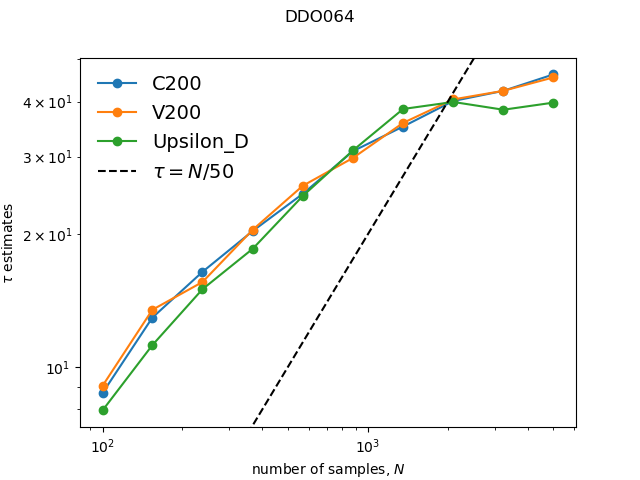 DDO064
C200
V200
Upsilon_D
τ = N/50
4 × 10¹
3 × 10¹
2 × 10¹
10¹
τ estimates
10² 10³
number of samples, N